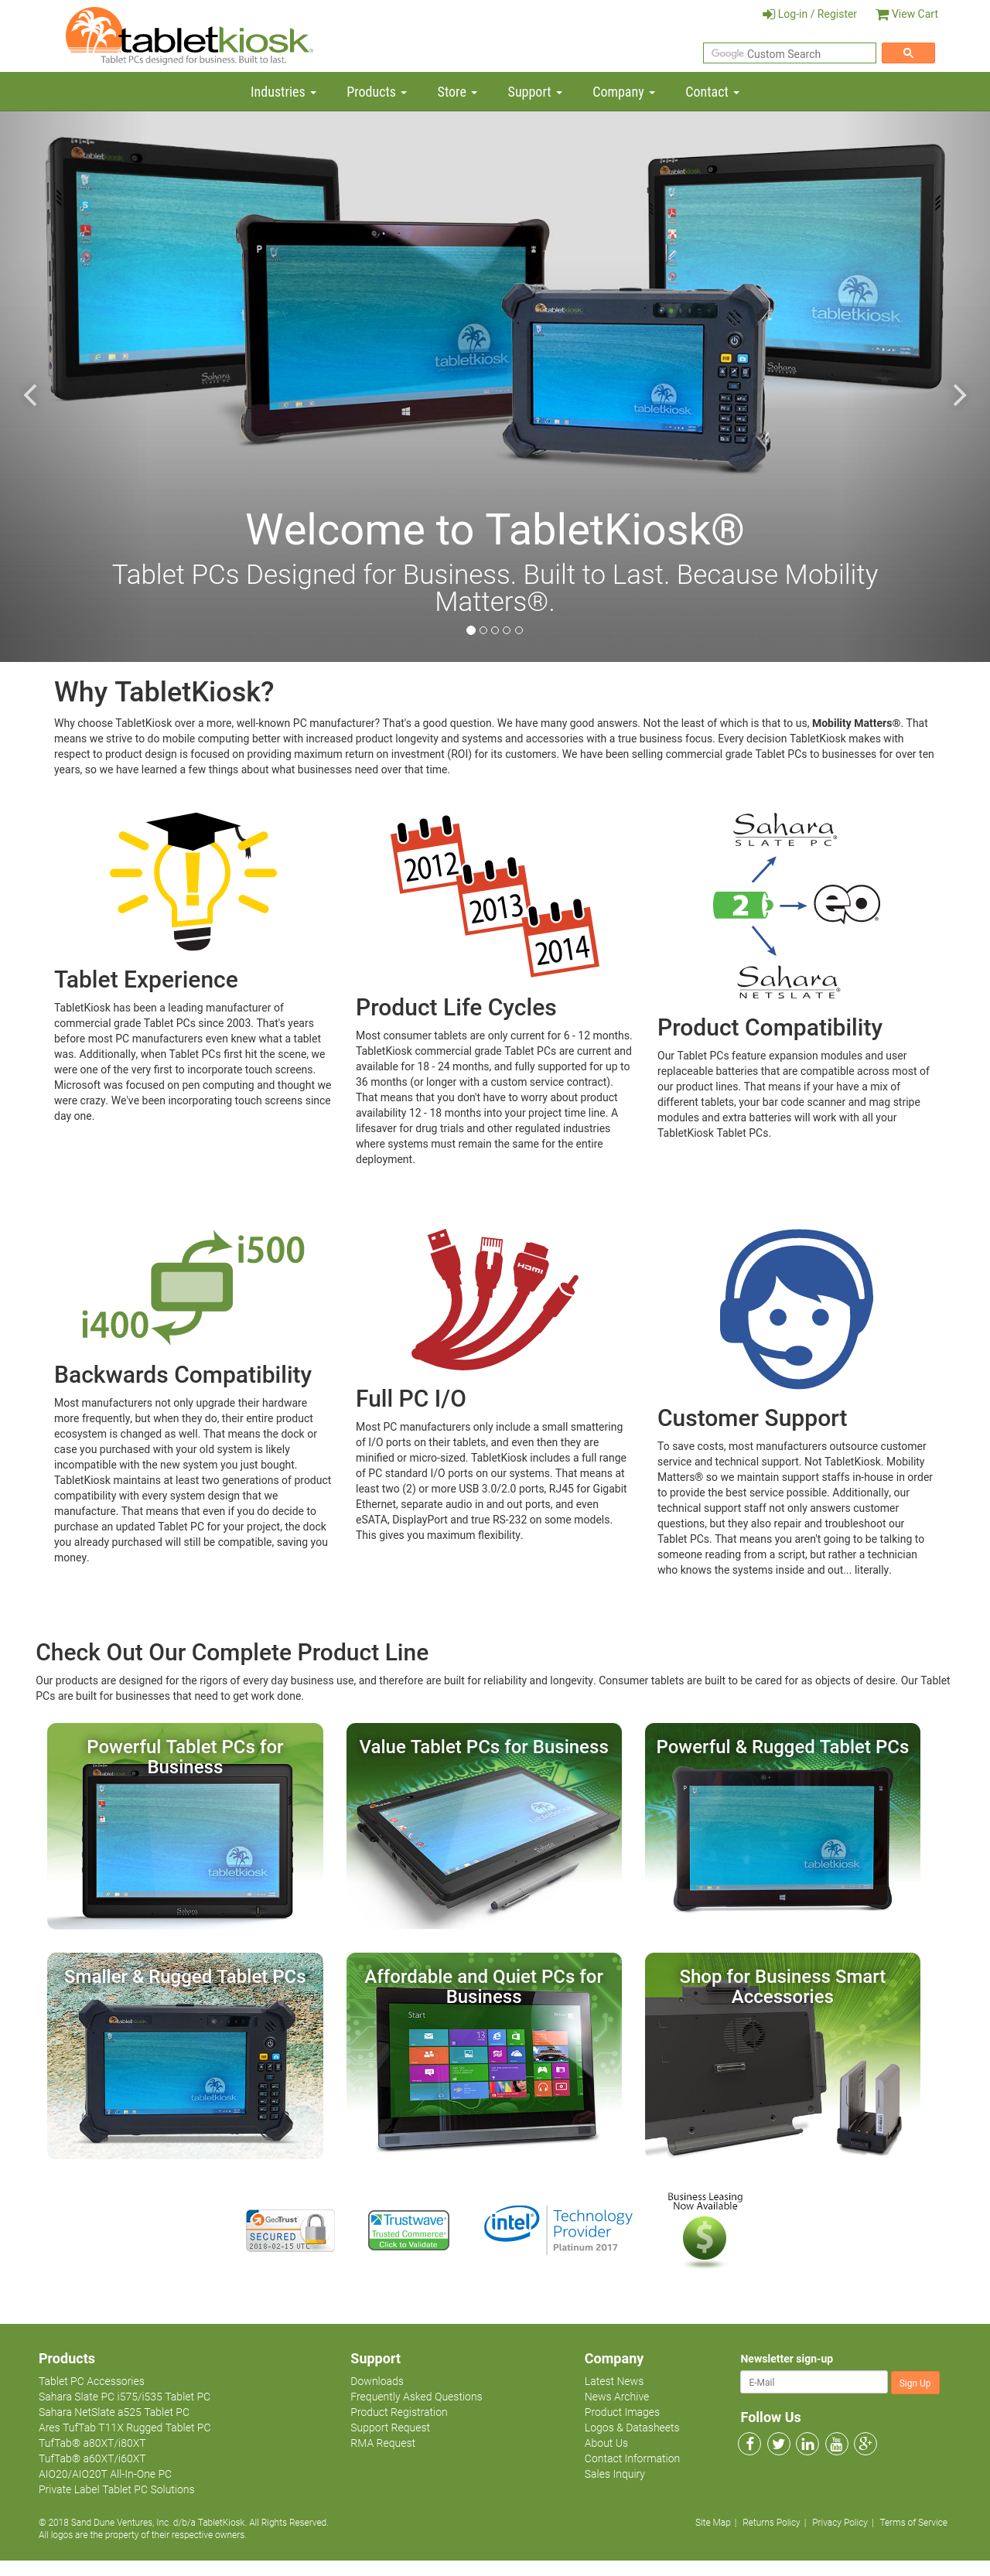 Log-in / Register View Cart
tabletkiosk®
Tablet PCs designed for business. Built to last.
Google Custom Search
Industries Products Store Support Company Contact
tabletkiosk
Sahara
tabletkiosk
tabletkiosk
tabletkiosk
tabletkiosk
tabletkiosk
tabletkiosk
Sahara
Welcome to TabletKiosk®
Tablet PCs Designed for Business. Built to Last. Because Mobility
Matters®.
Why TabletKiosk?
Why choose TabletKiosk over a more, well-known PC manufacturer? That's a good question. We have many good answers. Not the least of which is that to us, Mobility Matters®. That
means we strive to do mobile computing better with increased product longevity and systems and accessories with a true business focus. Every decision TabletKiosk makes with
respect to product design is focused on providing maximum return on investment (ROI) for its customers. We have been selling commercial grade Tablet PCs to businesses for over ten
years, so we have learned a few things about what businesses need over that time.
Tablet Experience
TabletKiosk has been a leading manufacturer of
commercial grade Tablet PCs since 2003. That's years
before most PC manufacturers even knew what a tablet
was. Additionally, when Tablet PCs first hit the scene, we
were one of the very first to incorporate touch screens.
Microsoft was focused on pen computing and thought we
were crazy. We've been incorporating touch screens since
day one.
2012
2013
2014
Product Life Cycles
Most consumer tablets are only current for 6 - 12 months.
TabletKiosk commercial grade Tablet PCs are current and
available for 18 - 24 months, and fully supported for up to
36 months (or longer with a custom service contract).
That means that you don't have to worry about product
availability 12 - 18 months into your project time line. A
lifesaver for drug trials and other regulated industries
where systems must remain the same for the entire
deployment.
Sahara®
SLATE PC
2
eo®
Sahara®
NETSLATE
Product Compatibility
Our Tablet PCs feature expansion modules and user
replaceable batteries that are compatible across most of
our product lines. That means if your have a mix of
different tablets, your bar code scanner and mag stripe
modules and extra batteries will work with all your
TabletKiosk Tablet PCs.
i500
i400
Backwards Compatibility
Most manufacturers not only upgrade their hardware
more frequently, but when they do, their entire product
ecosystem is changed as well. That means the dock or
case you purchased with your old system is likely
incompatible with the new system you just bought.
TabletKiosk maintains at least two generations of product
compatibility with every system design that we
manufacture. That means that even if you do decide to
purchase an updated Tablet PC for your project, the dock
you already purchased will still be compatible, saving you
money.
HDMI
Full PC I/O
Most PC manufacturers only include a small smattering
of I/O ports on their tablets, and even then they are
minified or micro-sized. TabletKiosk includes a full range
of PC standard I/O ports on our systems. That means at
least two (2) or more USB 3.0/2.0 ports, RJ45 for Gigabit
Ethernet, separate audio in and out ports, and even
eSATA, DisplayPort and true RS-232 on some models.
This gives you maximum flexibility.
Customer Support
To save costs, most manufacturers outsource customer
service and technical support. Not TabletKiosk. Mobility
Matters® so we maintain support staffs in-house in order
to provide the best service possible. Additionally, our
technical support staff not only answers customer
questions, but they also repair and troubleshoot our
Tablet PCs. That means you aren't going to be talking to
someone reading from a script, but rather a technician
who knows the systems inside and out... literally.
Check Out Our Complete Product Line
Our products are designed for the rigors of every day business use, and therefore are built for reliability and longevity. Consumer tablets are built to be cared for as objects of desire. Our Tablet
PCs are built for businesses that need to get work done.
Powerful Tablet PCs for
Business
tabletkiosk
Sahara
Value Tablet PCs for Business
Powerful & Rugged Tablet PCs
tabletkiosk
Smaller & Rugged Tablet PCs
tabletkiosk
Affordable and Quiet PCs for
Business
Start
Shop for Business Smart
Accessories
GeoTrust
SECURED
2018-02-15 UTC
Trustwave®
Trusted Commerce®
Click to Validate
intel®
Technology
Provider
Platinum 2017
Business Leasing
Now Available
$
Products
Tablet PC Accessories
Sahara Slate PC i575/i535 Tablet PC
Sahara NetSlate a525 Tablet PC
Ares TufTab T11X Rugged Tablet PC
TufTab® a80XT/i80XT
TufTab® a60XT/i60XT
AIO20/AIO20T All-In-One PC
Private Label Tablet PC Solutions
Support
Downloads
Frequently Asked Questions
Product Registration
Support Request
RMA Request
Company
Latest News
News Archive
Product Images
Logos & Datasheets
About Us
Contact Information
Sales Inquiry
Newsletter sign-up
E-Mail Sign Up
Follow Us
© 2018 Sand Dune Ventures, Inc. d/b/a TabletKiosk. All Rights Reserved.
All logos are the property of their respective owners.
Site Map | Returns Policy | Privacy Policy | Terms of Service